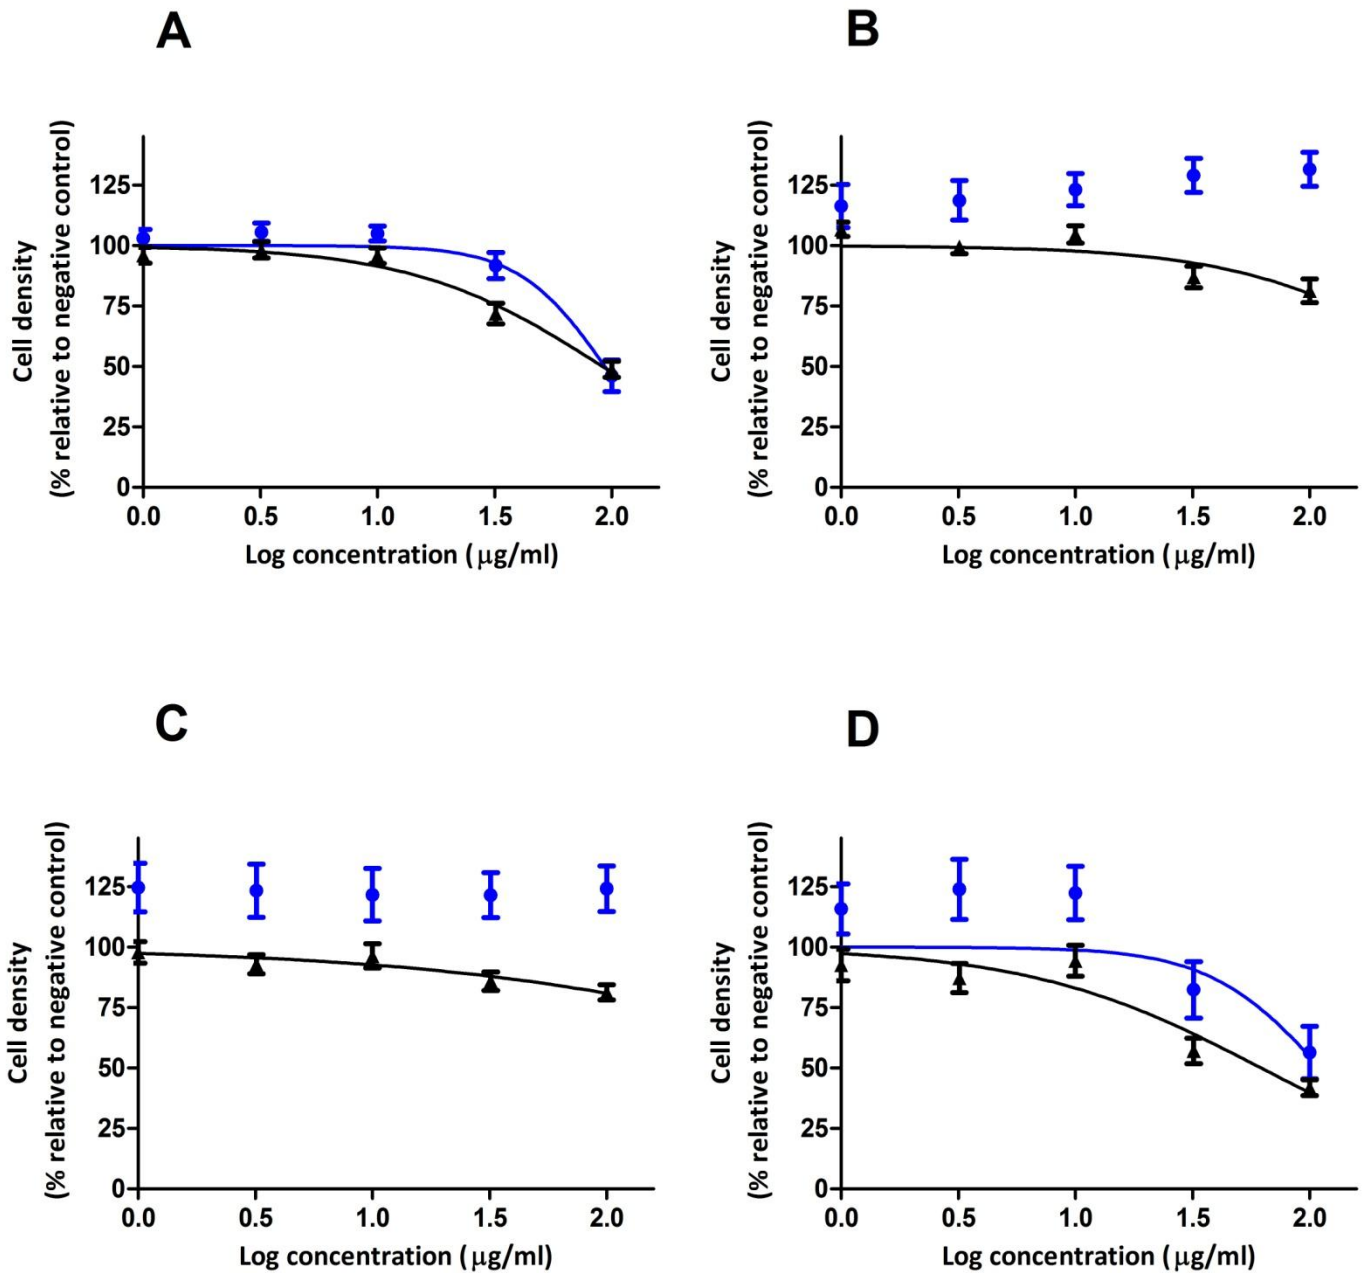 A
Cell density
(% relative to negative control)
125
100
75
50
25
0
0.0 0.5 1.0 1.5 2.0
Log concentration (μg/ml)
B
Cell density
(% relative to negative control)
125
100
75
50
25
0
0.0 0.5 1.0 1.5 2.0
Log concentration (μg/ml)
C
Cell density
(% relative to negative control)
125
100
75
50
25
0
0.0 0.5 1.0 1.5 2.0
Log concentration (μg/ml)
D
Cell density
(% relative to negative control)
125
100
75
50
25
0
0.0 0.5 1.0 1.5 2.0
Log concentration (μg/ml)